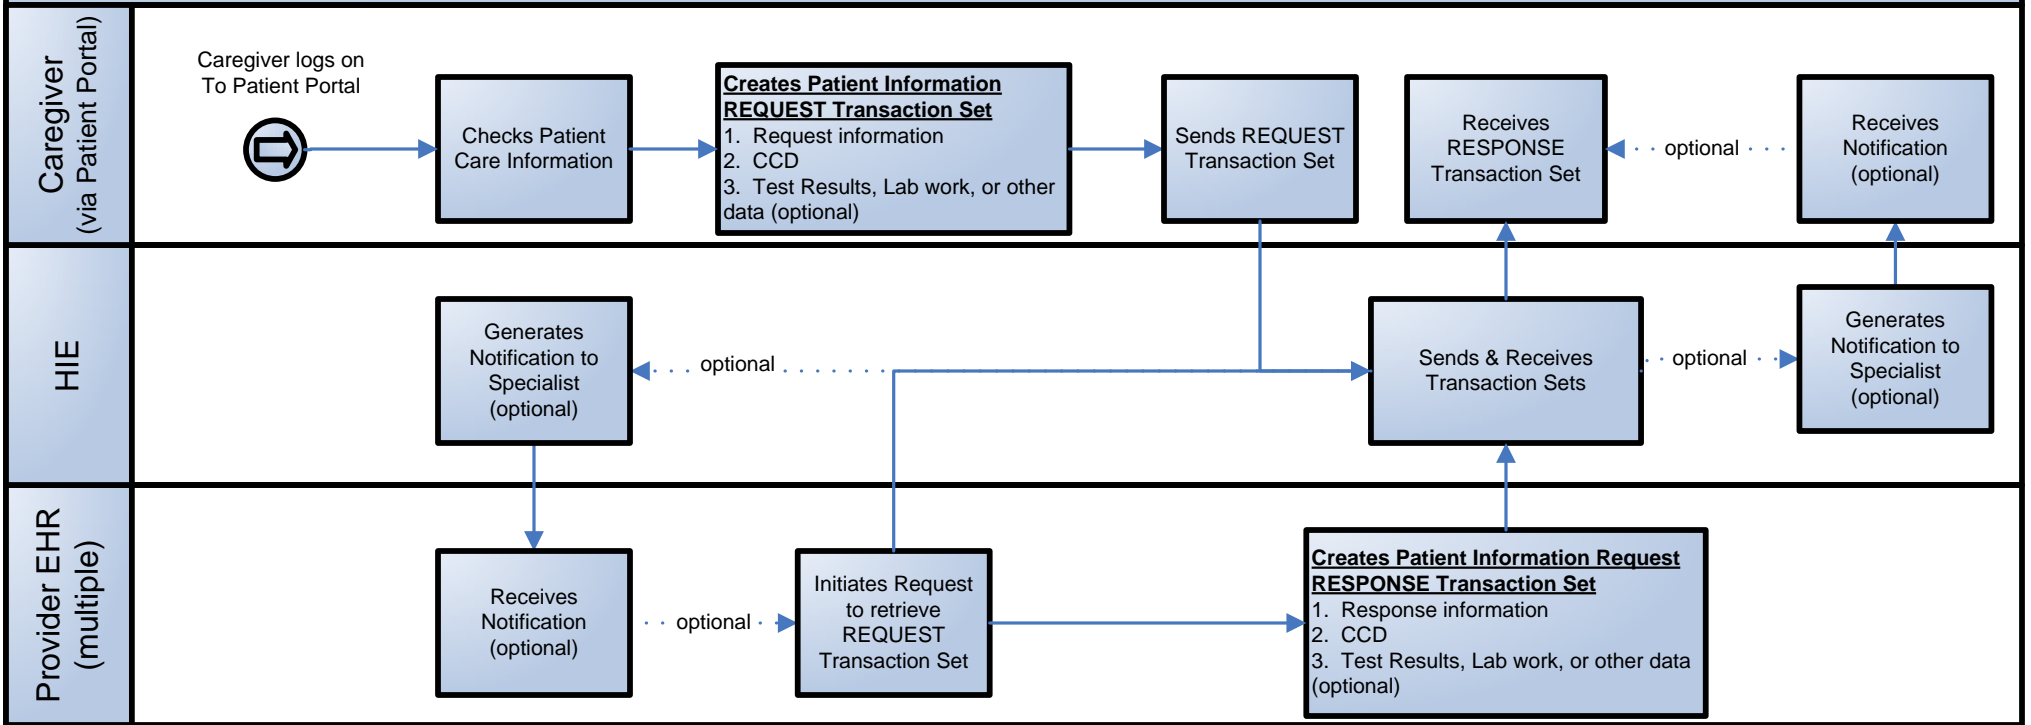 Caregiver
(via Patient Portal)
Caregiver logs on
To Patient Portal
Checks Patient
Care Information
Creates Patient Information
REQUEST Transaction Set
1. Request information
2. CCD
3. Test Results, Lab work, or other
data (optional)
Sends REQUEST
Transaction Set
Receives
RESPONSE
Transaction Set
optional
Receives
Notification
(optional)
HIE
Generates
Notification to
Specialist
(optional)
optional
Sends & Receives
Transaction Sets
optional
Generates
Notification to
Specialist
(optional)
Provider EHR
(multiple)
Receives
Notification
(optional)
optional
Initiates Request
to retrieve
REQUEST
Transaction Set
Creates Patient Information Request
RESPONSE Transaction Set
1. Response information
2. CCD
3. Test Results, Lab work, or other data
(optional)